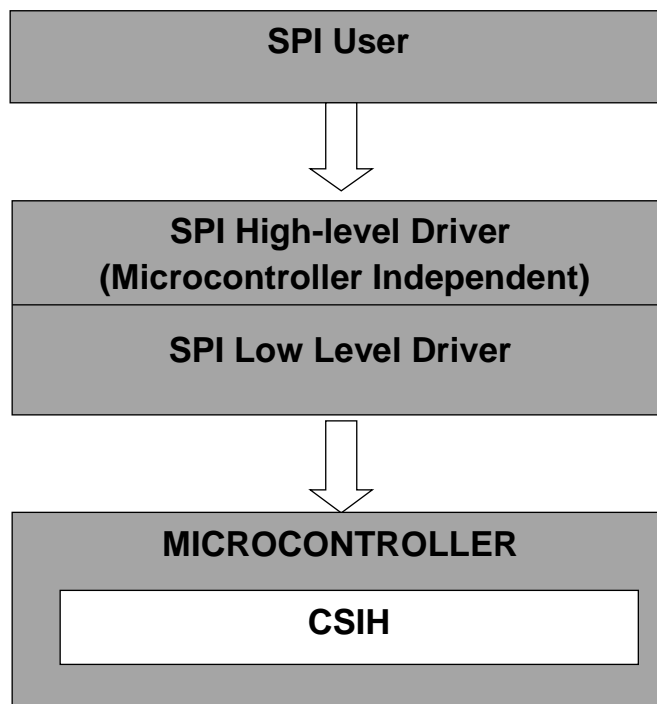 SPI User
SPI High-level Driver
(Microcontroller Independent)
SPI Low Level Driver
MICROCONTROLLER
CSIH